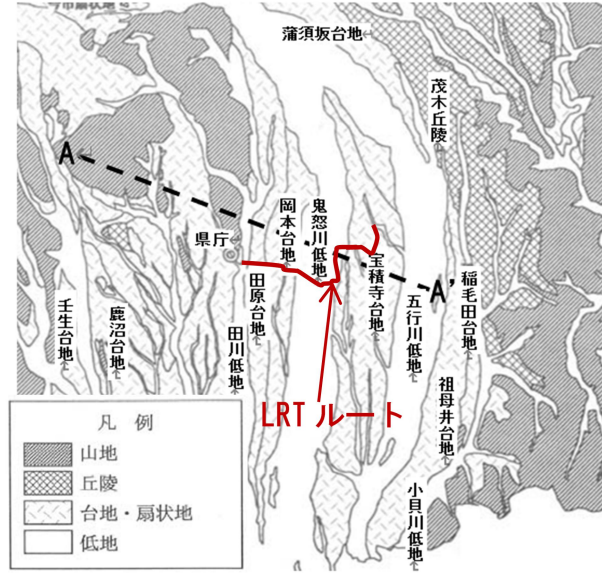 蒲須坂台地
茂木丘陵
A
県庁
岡本台地
鬼怒川低地
宝積寺台地
A'
稲毛田台地
五行川低地
田原台地
田川低地
壬生台地
鹿沼台地
祖母井台地
小貝川低地
LRT ルート
凡 例
山地
丘陵
台地・扇状地
低地